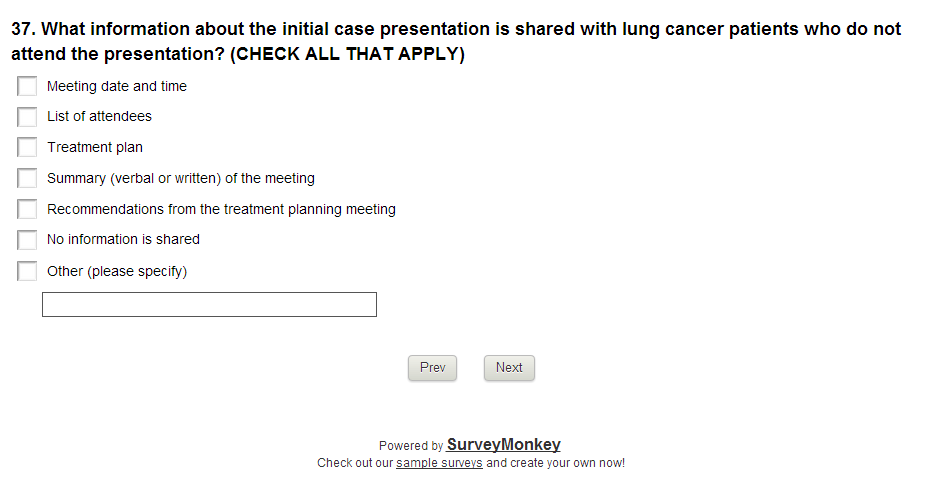 37. What information about the initial case presentation is shared with lung cancer patients who do not
attend the presentation? (CHECK ALL THAT APPLY)
Meeting date and time
List of attendees
Treatment plan
Summary (verbal or written) of the meeting
Recommendations from the treatment planning meeting
No information is shared
Other (please specify)
Prev Next
Powered by SurveyMonkey
Check out our sample surveys and create your own now!